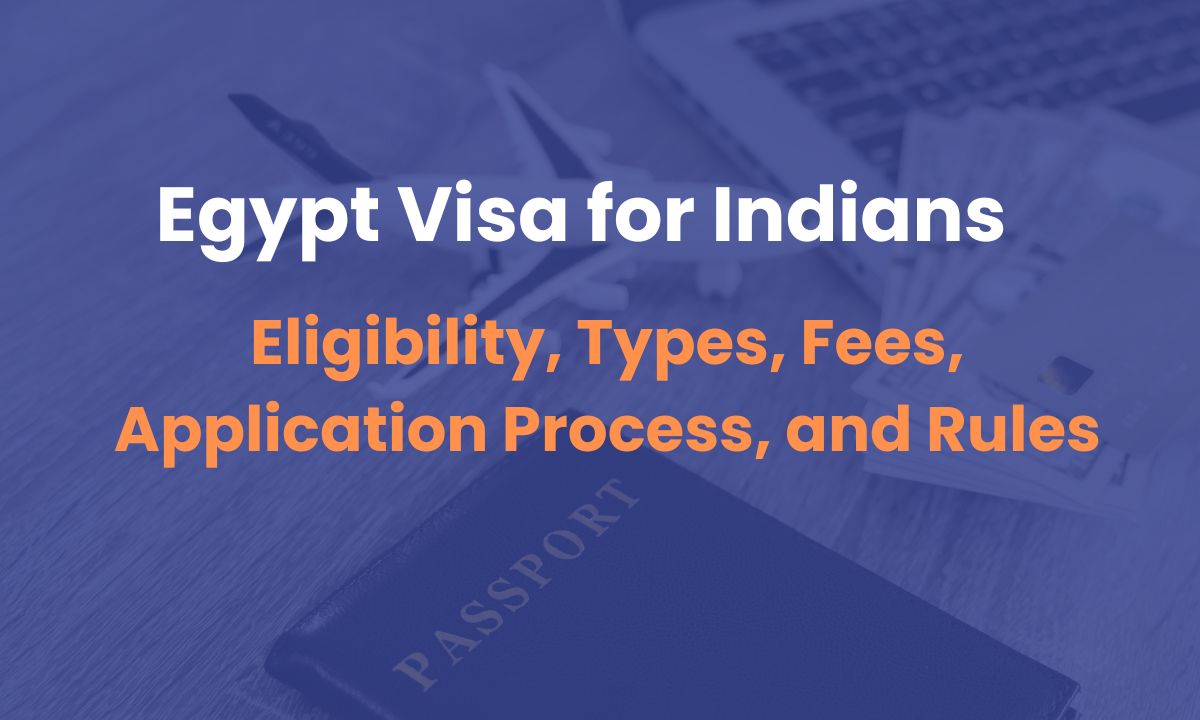 Egypt Visa for Indians
Eligibility, Types, Fees,
Application Process, and Rules
PASSPORT